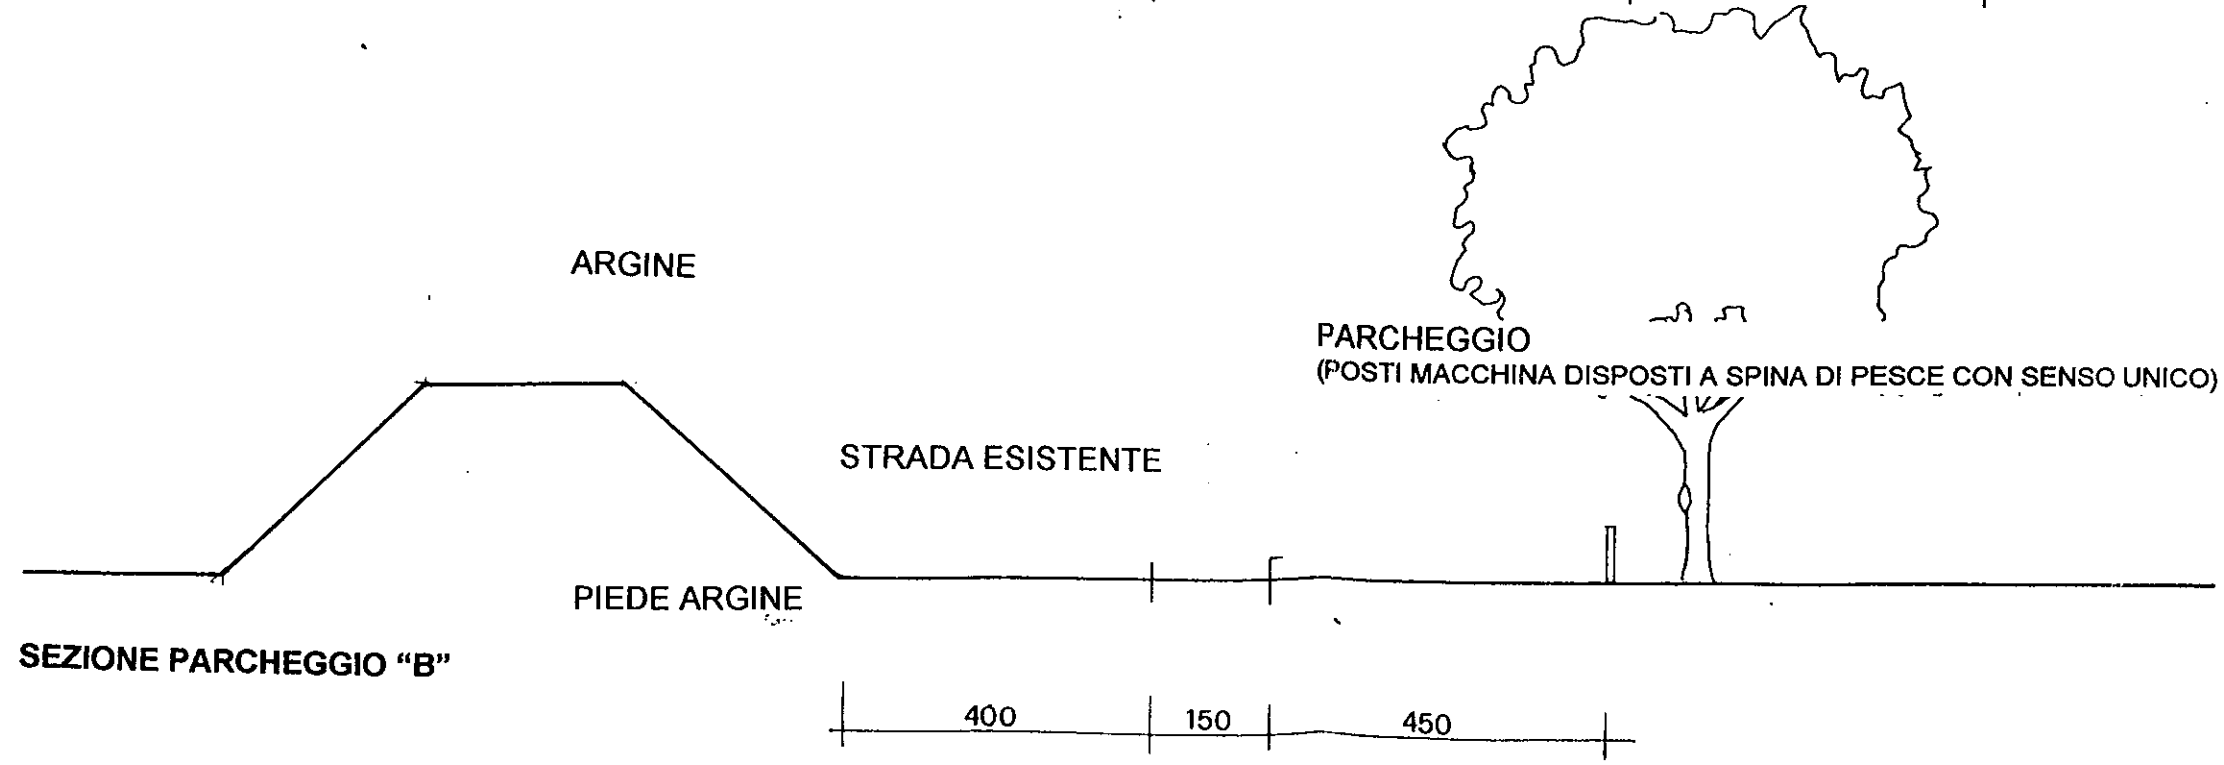 ARGINE
PARCHEGGIO
(POSTI MACCHINA DISPOSTI A SPINA DI PESCE CON SENSO UNICO)
STRADA ESISTENTE
PIEDE ARGINE
SEZIONE PARCHEGGIO “B”
400
150
450